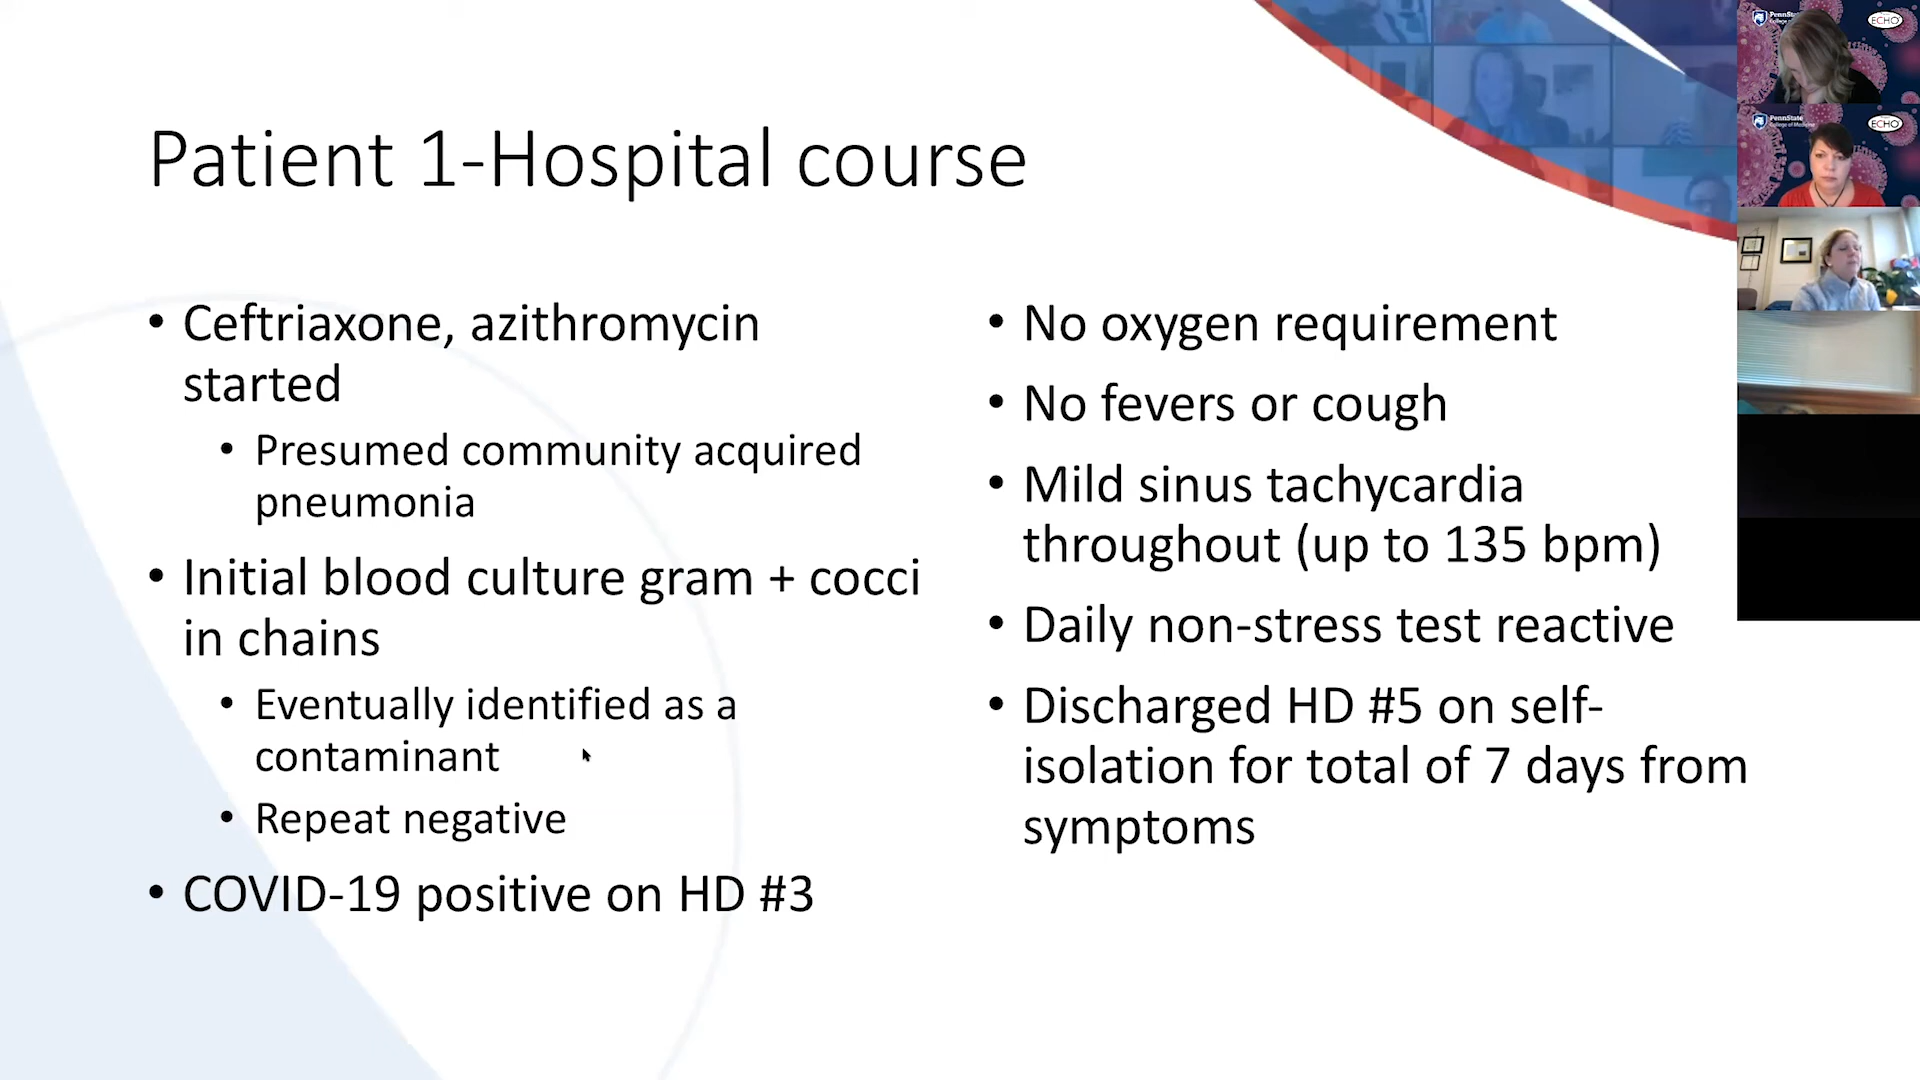 Patient 1-Hospital course
• Ceftriaxone, azithromycin
started
• Presumed community acquired
pneumonia
• Initial blood culture gram + cocci
in chains
• Eventually identified as a
contaminant
• Repeat negative
• COVID-19 positive on HD #3
• No oxygen requirement
• No fevers or cough
• Mild sinus tachycardia
throughout (up to 135 bpm)
• Daily non-stress test reactive
• Discharged HD #5 on self-
isolation for total of 7 days from
symptoms
ECHO
PennState
College of Medicine
ECHO